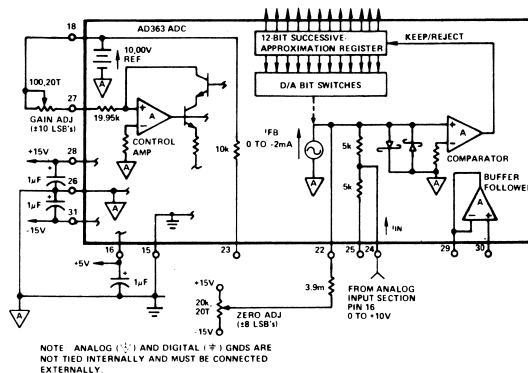 18
AD363 ADC
12-BIT SUCCESSIVE-
APPROXIMATION REGISTER
KEEP/REJECT
10,00V
REF
A
D/A BIT SWITCHES
100,20T
27
19.95k
GAIN ADJ
(±10 LSB's)
+
A
-
CONTROL
AMP
A
10k
IFB
0 TO -2mA
A
5k
5k
A
+
A
-
COMPARATOR
+15V
28
1µF
26
1µF
31
-15V
A
BUFFER
FOLLOWER
A
-
+
IIN
16
15
23
22
25
24
29
30
+5V
1µF
A
+15V
20k,
20T
-15V
ZERO ADJ
(±8 LSB's)
3.9m
FROM ANALOG
INPUT SECTION
PIN 16
0 TO +10V
NOTE ANALOG ( ) AND DIGITAL ( ) GNDS ARE
NOT TIED INTERNALLY AND MUST BE CONNECTED
EXTERNALLY.